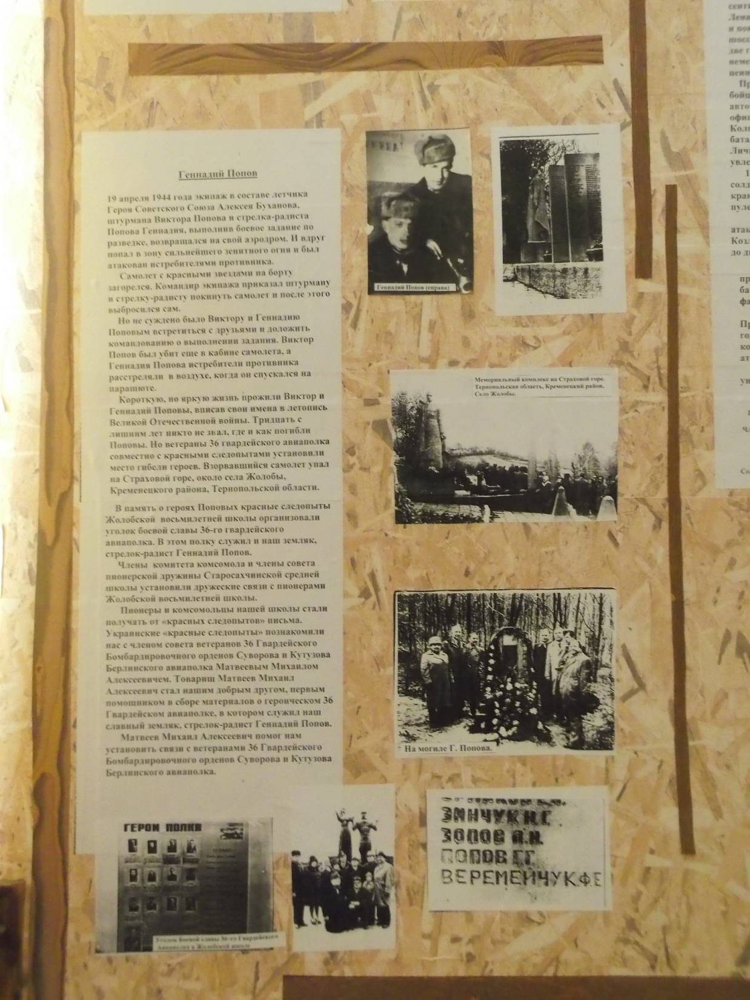 Геннадий Попов
19 апреля 1944 года экипаж в составе летчика
Героя Советского Союза Алексея Буханова,
штурмана Виктора Попова и стрелка-радиста
Попова Геннадия, выполнив боевое задание по
разведке, возвращался на свой аэродром. И вдруг
попал в зону сильнейшего зенитного огня и был
атакован истребителями противника.
Самолет с красными звездами на борту
загорелся. Командир экипажа приказал штурману
и стрелку-радисту покинуть самолет и после этого
выбросился сам.
Но не суждено было Виктору и Геннадию
Поповым встретиться с друзьями и доложить
командованию о выполнении задания. Виктор
Попов был убит еще в кабине самолета, а
Геннадия Попова истребители противника
расстреляли в воздухе, когда он спускался на
парашюте.
Короткую, но яркую жизнь прожили Виктор и
Геннадий Поповы, вписав свои имена в летопись
Великой Отечественной войны. Тридцать с
лишним лет никто не знал, где и как погибли
Поповы. Но ветераны 36 гвардейского авиаполка
совместно с красными следопытами установили
место гибели героев. Взорвавшийся самолет упал
на Страховой горе, около села Жолобы,
Кременецкого района, Тернопольской области.
В память о героях Поповых красные следопыты
Жолобской восьмилетней школы организовали
уголок боевой славы 36-го гвардейского
авиаполка. В этом полку служил и наш земляк,
стрелок-радист Геннадий Попов.
Члены комитета комсомола и члены совета
пионерской дружины Старосахчинской средней
школы установили дружеские связи с пионерами
Жолобской восьмилетней школы.
Пионеры и комсомольцы нашей школы стали
получать от «красных следопытов» письма.
Украинские «красные следопыты» познакомили
нас с членом совета ветеранов 36 Гвардейского
Бомбардировочного орденов Суворова и Кутузова
Берлинского авиаполка Матвеевым Михаилом
Алексеевичем. Товарищ Матвеев Михаил
Алексеевич стал нашим добрым другом, первым
помощником в сборе материалов о героическом 36
Гвардейском авиаполке, в котором служил наш
славный земляк, стрелок-радист Геннадий Попов.
Матвеев Михаил Алексеевич помог нам
установить связи с ветеранами 36 Гвардейского
Бомбардировочного орденов Суворова и Кутузова
Берлинского авиаполка.
Геннадий Попов (справа)
Мемориальный комплекс на Страховой горе.
Тернопольская область, Кременецкий район,
Село Жолобы.
На могиле Г. Попова.
ГЕРОИ ПОЛКА
Уголок Боевой славы 36-го Гвардейского
Авиаполка в Жолобской школе
ЗИНЧУК Н.Г.
ЗОПОВ А.Н.
ПОПОВ Г.Г.
ВЕРЕМЕЙЧУК.Ф.Е